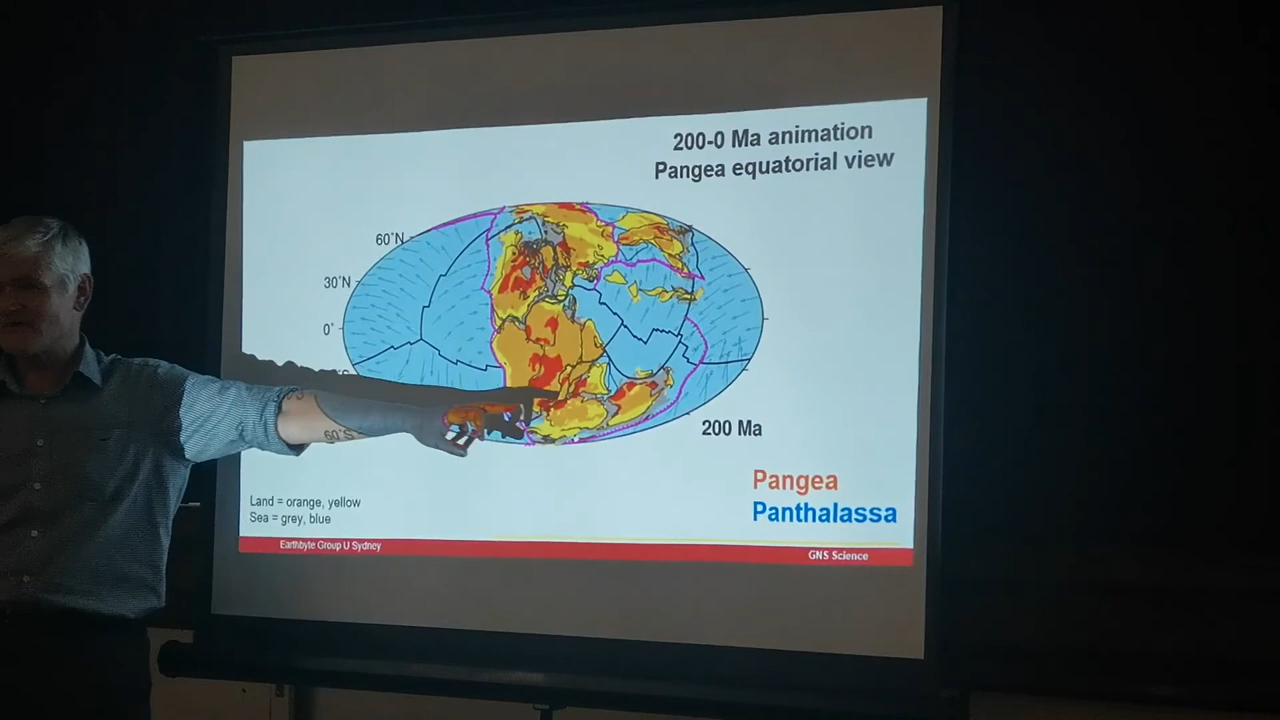 200-0 Ma animation
Pangea equatorial view
60°N
30°N
0°
60°S
200 Ma
Pangea
Panthalassa
Land = orange, yellow
Sea = grey, blue
Earthbyte Group U Sydney
GNS Science